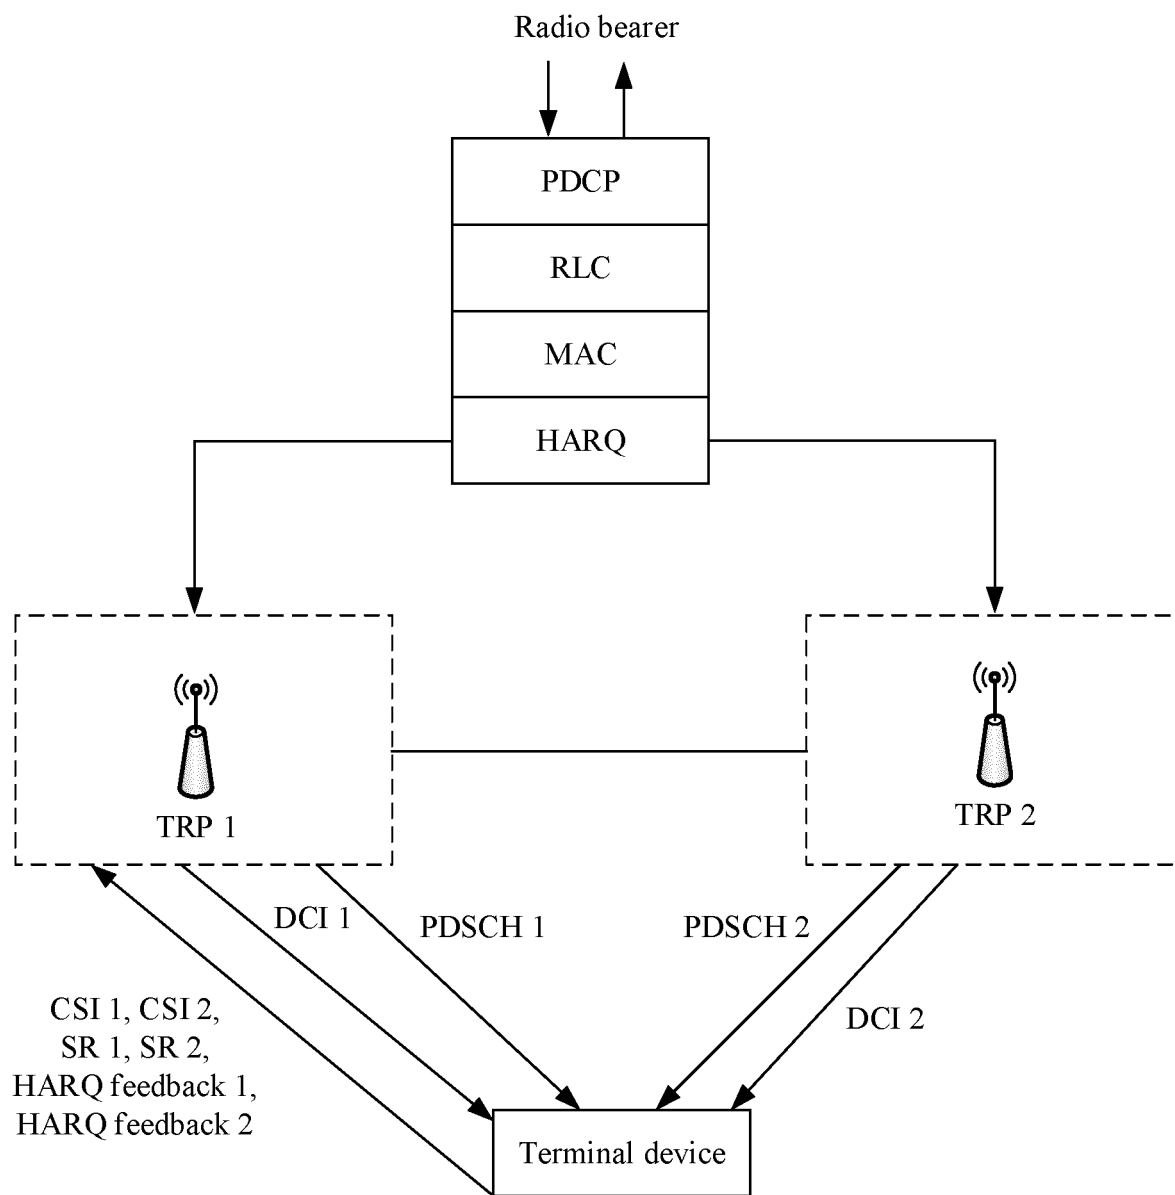 Radio bearer
PDCP
RLC
MAC
HARQ
TRP 1
TRP 2
DCI 1
PDSCH 1
PDSCH 2
DCI 2
CSI 1, CSI 2,
SR 1, SR 2,
HARQ feedback 1,
HARQ feedback 2
Terminal device